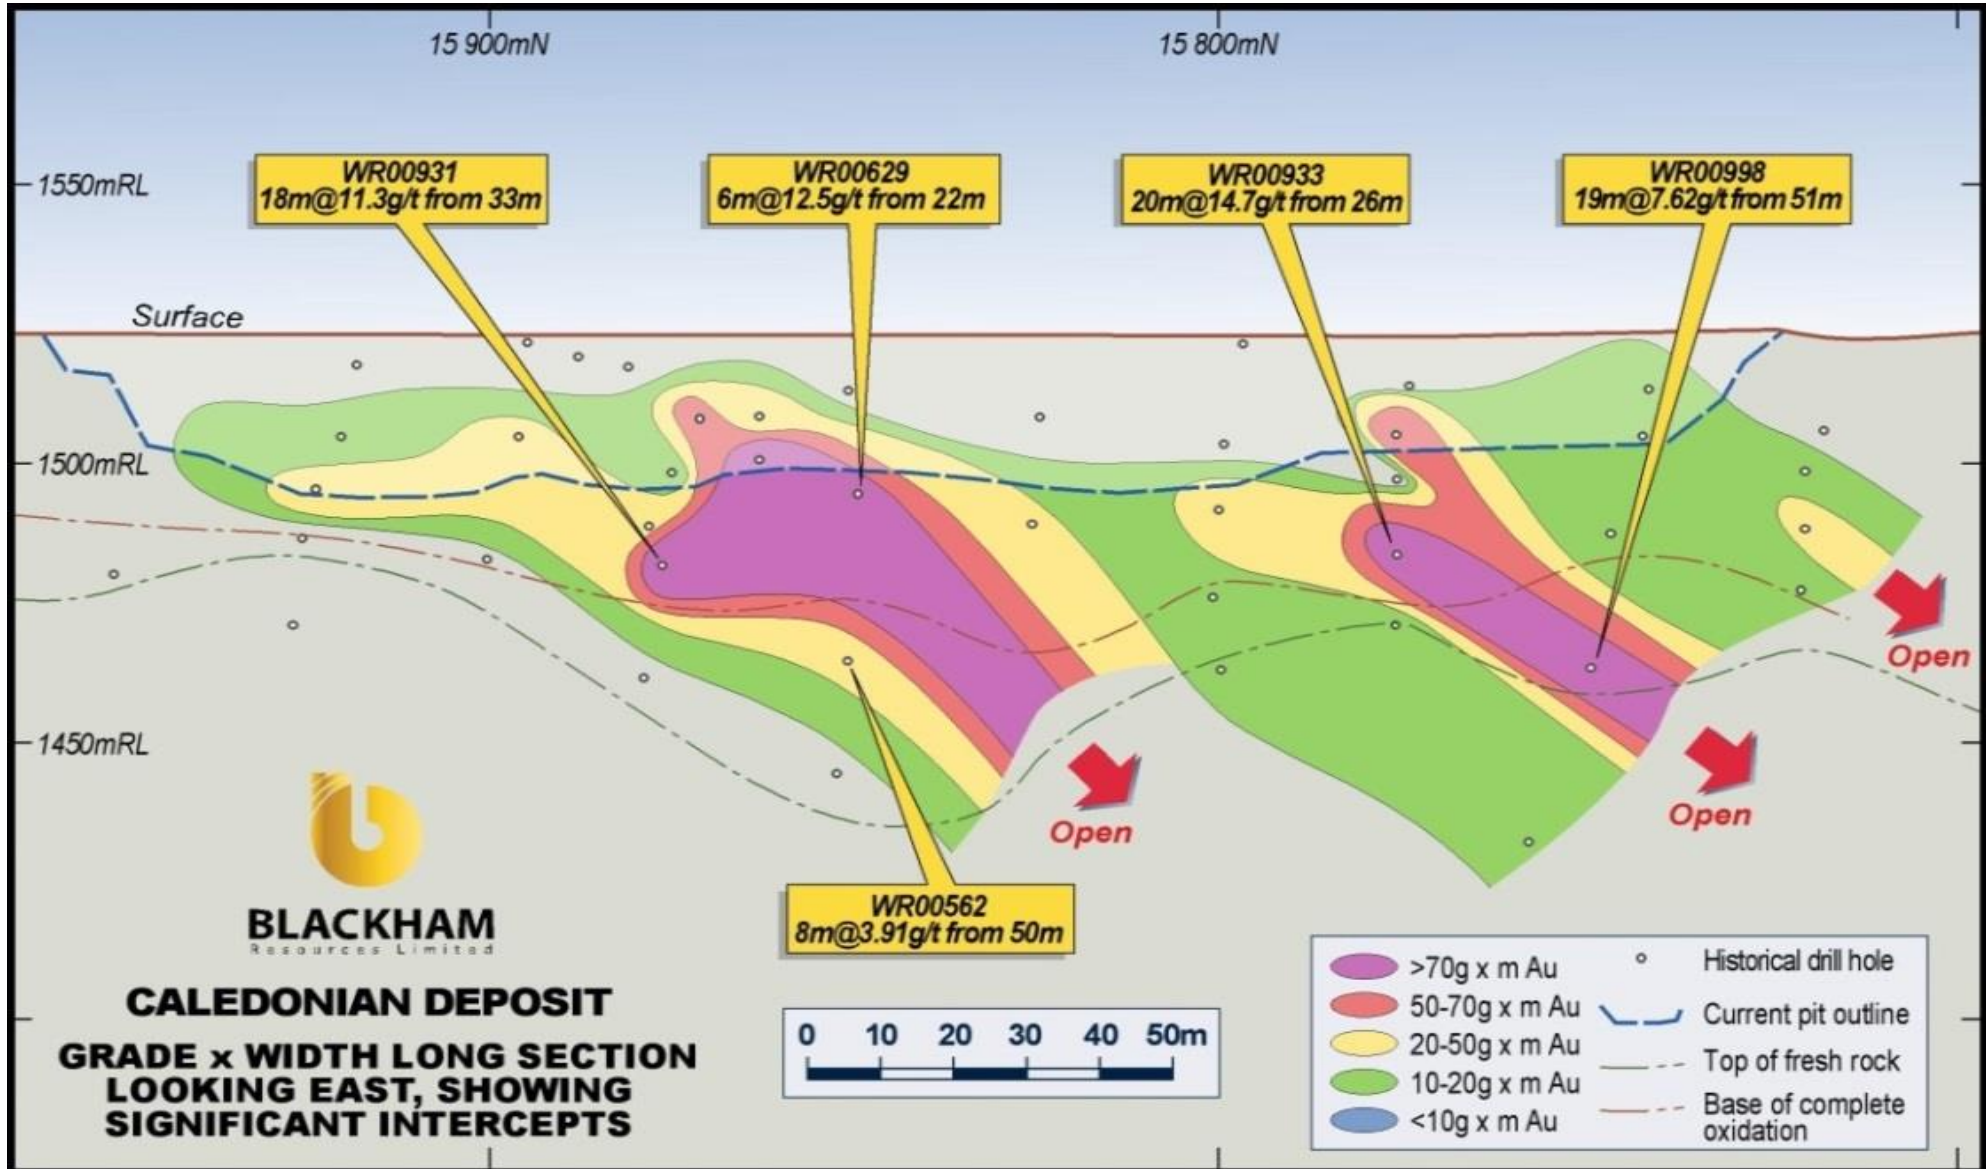 15 900mN
15 800mN
1550mRL
WR00931
18m@11.3g/t from 33m
WR00629
6m@12.5g/t from 22m
WR00933
20m@14.7g/t from 26m
WR00998
19m@7.62g/t from 51m
Surface
1500mRL
1450mRL
Open
Open
Open
WR00562
8m@3.91g/t from 50m
BLACKHAM
Resources Limited
CALEDONIAN DEPOSIT
GRADE x WIDTH LONG SECTION
LOOKING EAST, SHOWING
SIGNIFICANT INTERCEPTS
0 10 20 30 40 50m
>70g x m Au
50-70g x m Au
20-50g x m Au
10-20g x m Au
<10g x m Au
Historical drill hole
Current pit outline
Top of fresh rock
Base of complete
oxidation